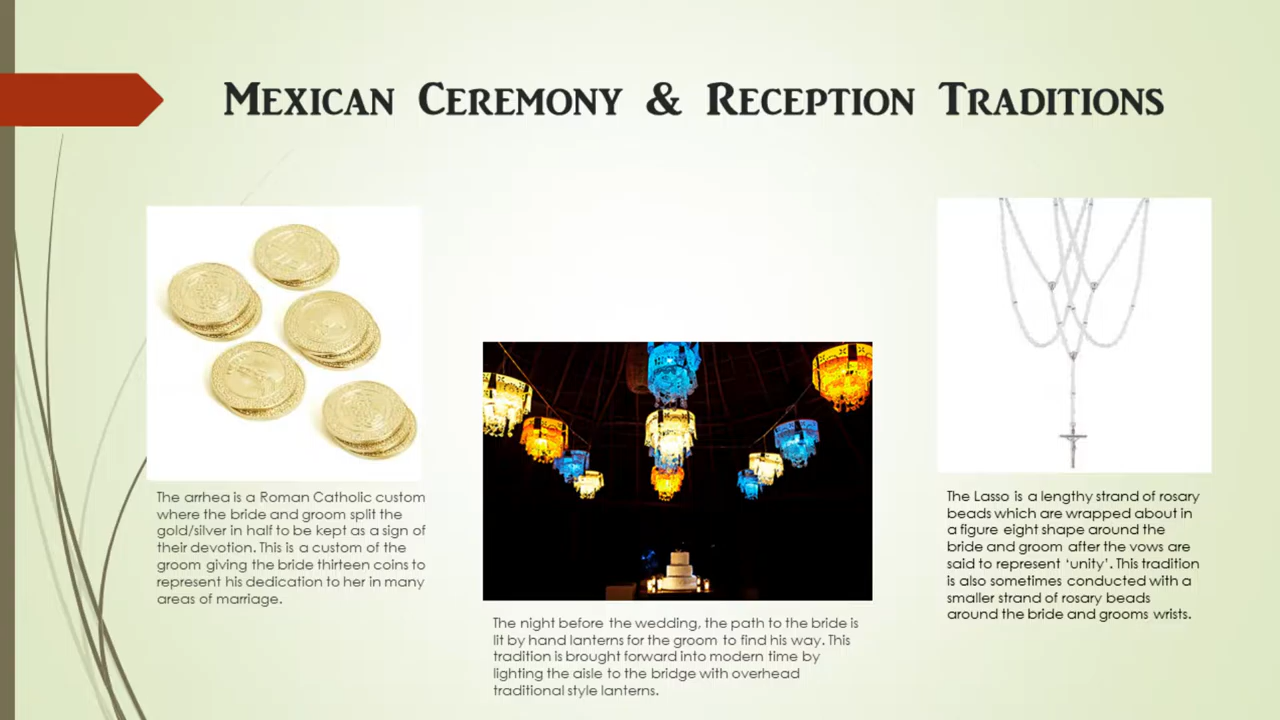 Mexican Ceremony & Reception Traditions
The arrhea is a Roman Catholic custom
where the bride and groom split the
gold/silver in half to be kept as a sign of
their devotion. This is a custom of the
groom giving the bride thirteen coins to
represent his dedication to her in many
areas of marriage.
The night before the wedding, the path to the bride is
lit by hand lanterns for the groom to find his way. This
tradition is brought forward into modern time by
lighting the aisle to the bridge with overhead
traditional style lanterns.
The Lasso is a lengthy strand of rosary
beads which are wrapped about in
a figure eight shape around the
bride and groom after the vows are
said to represent ‘unity’. This tradition
is also sometimes conducted with a
smaller strand of rosary beads
around the bride and grooms wrists.